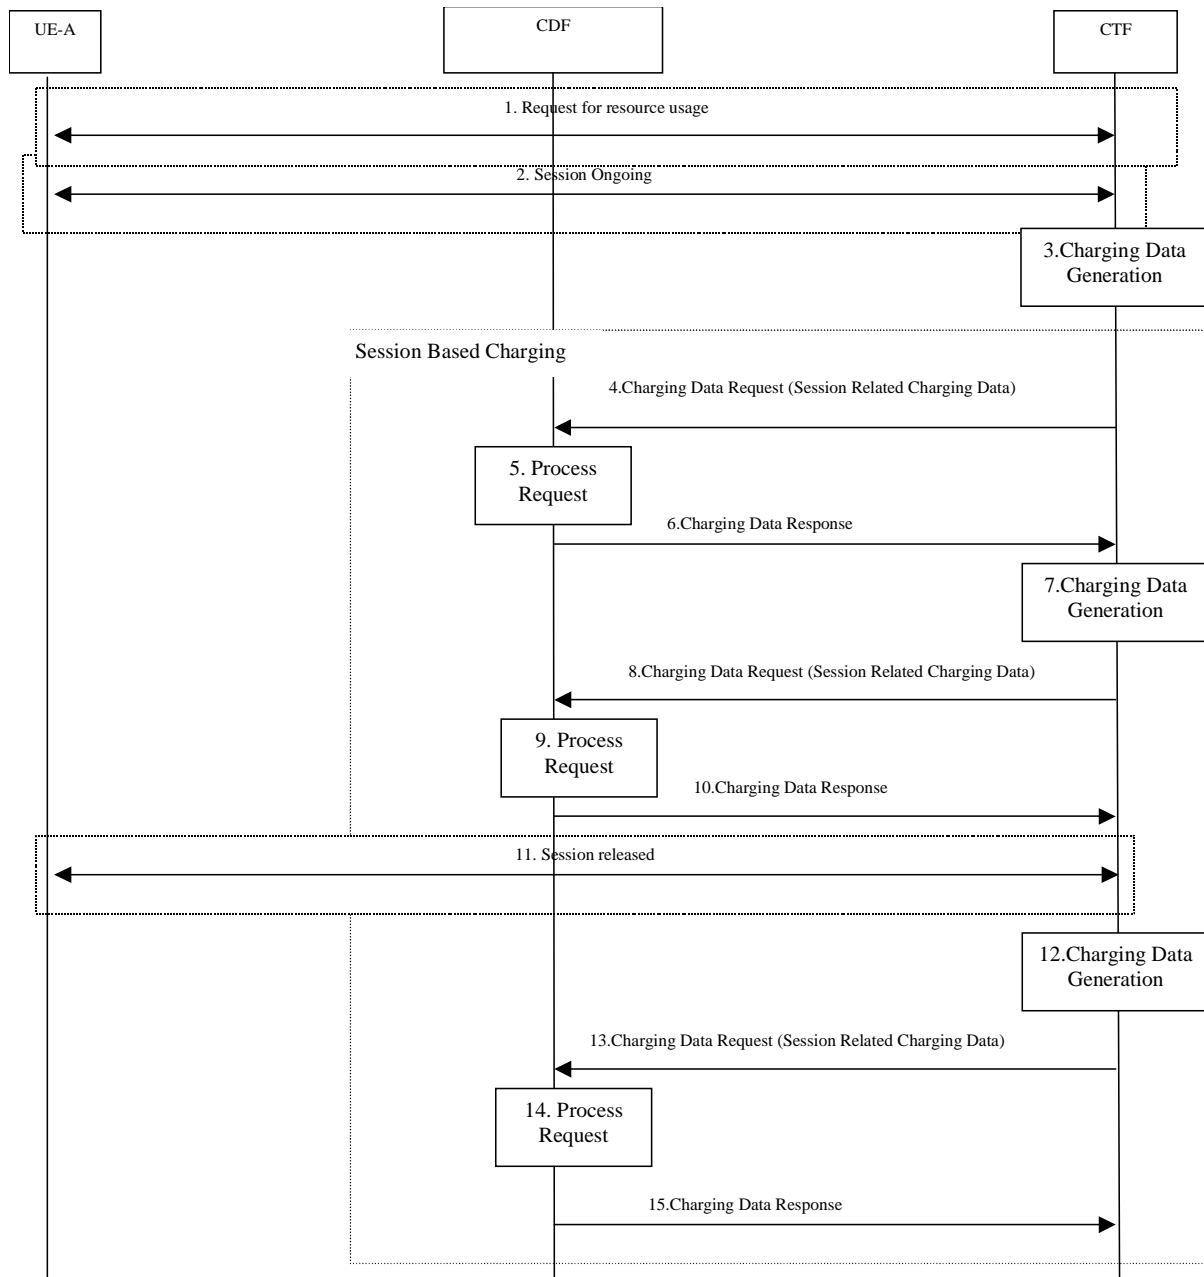 UE-A
CDF
CTF
1. Request for resource usage
2. Session Ongoing
3.Charging Data
Generation
Session Based Charging
4.Charging Data Request (Session Related Charging Data)
5. Process
Request
6.Charging Data Response
7.Charging Data
Generation
8.Charging Data Request (Session Related Charging Data)
9. Process
Request
10.Charging Data Response
11. Session released
12.Charging Data
Generation
13.Charging Data Request (Session Related Charging Data)
14. Process
Request
15.Charging Data Response